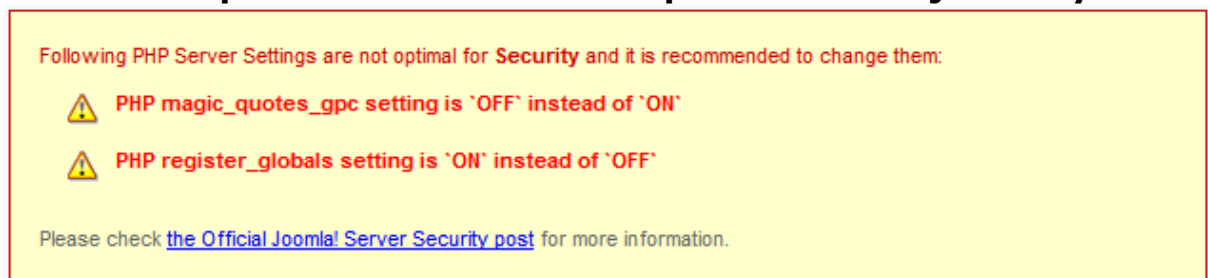 Following PHP Server Settings are not optimal for Security and it is recommended to change them:
PHP magic_quotes_gpc setting is `OFF` instead of `ON`
PHP register_globals setting is `ON` instead of `OFF`
Please check the Official Joomla! Server Security post for more information.